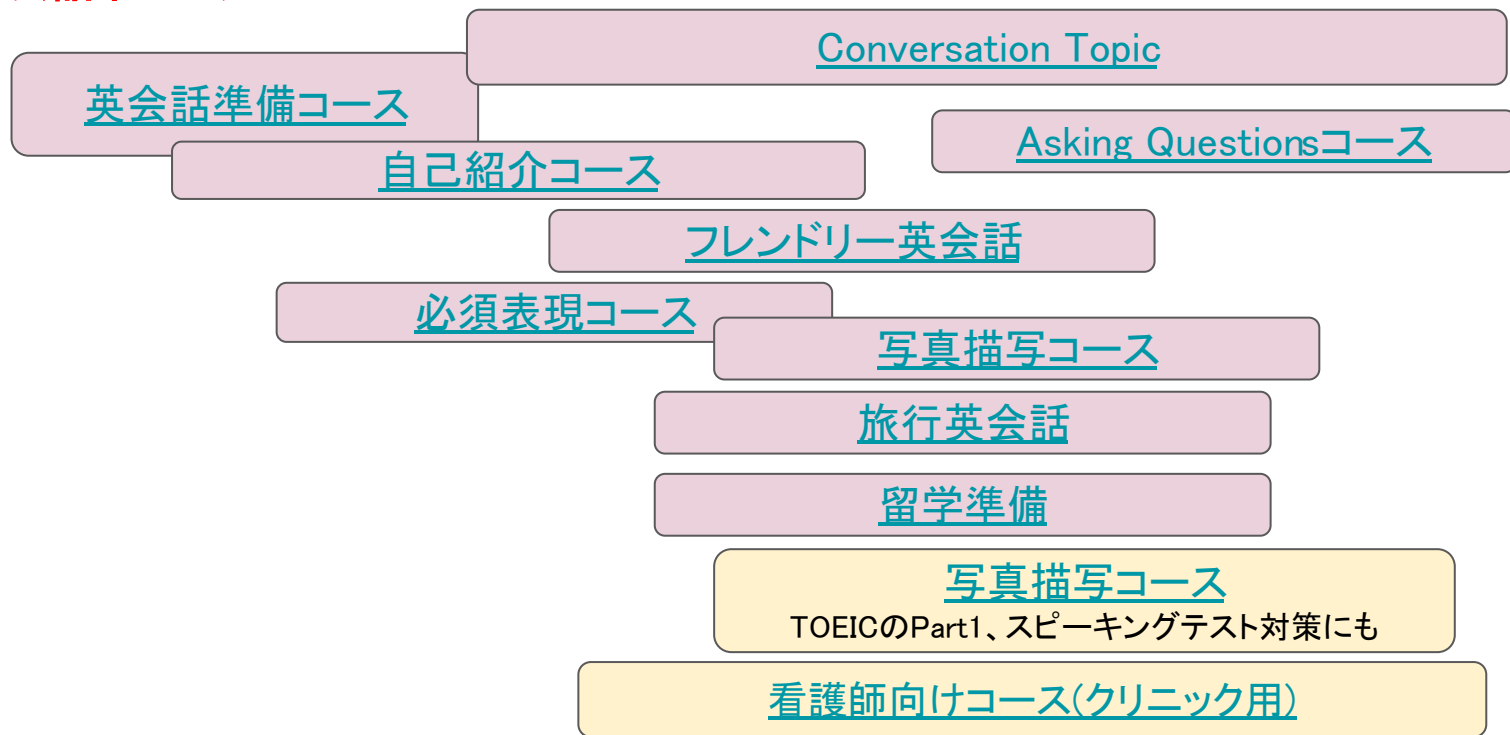 Conversation Topic
英会話準備コース
Asking Questionsコース
自己紹介コース
フレンドリー英会話
必須表現コース
写真描写コース
旅行英会話
留学準備
写真描写コース
TOEICのPart1、スピーキングテスト対策にも
看護師向けコース(クリニック用)